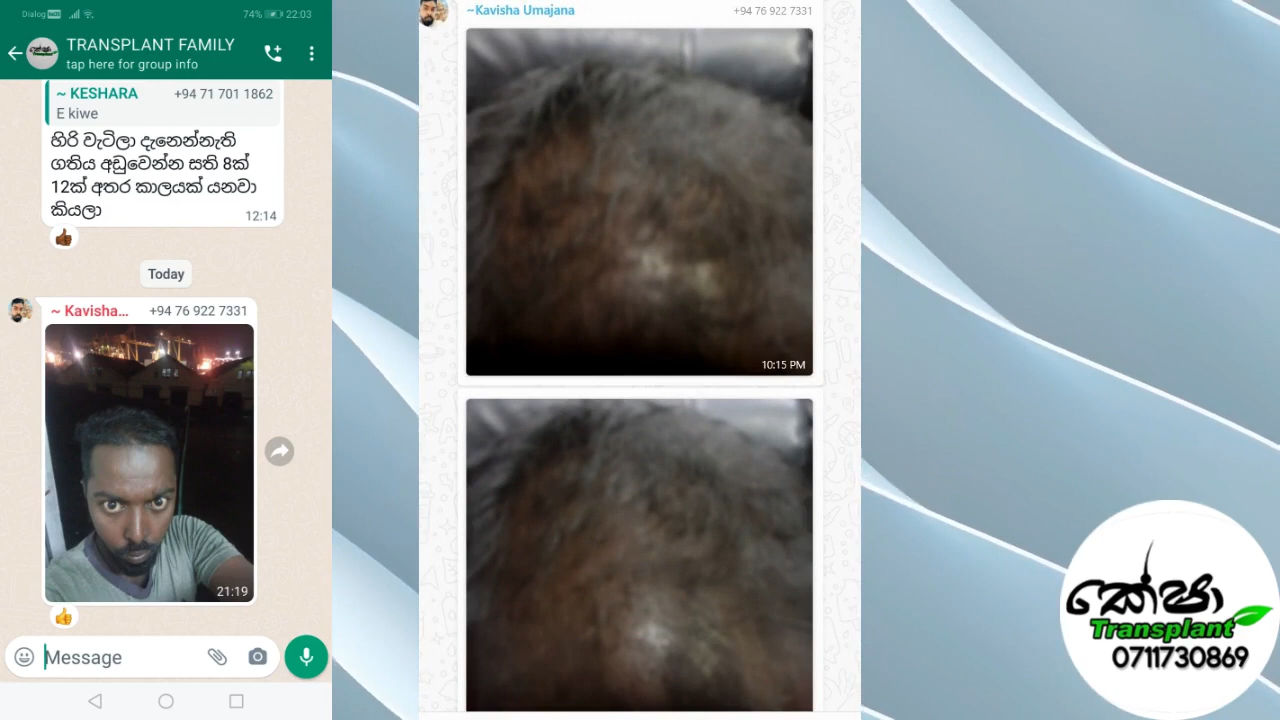 Dialog
74%
22:03
TRANSPLANT FAMILY
tap here for group info
~ KESHARA +94 71 701 1862
E kiwe
හිරි වැටිලා දැනෙන්නැති
ගතිය අඩුවෙන්න සති 8ක්
12ක් අතර කාලයක් යනවා
කියලා
12:14
Today
~ Kavisha... +94 76 922 7331
21:19
Message
~Kavisha Umajana +94 76 922 7331
10:15 PM
කේෂා
Transplant
0711730869